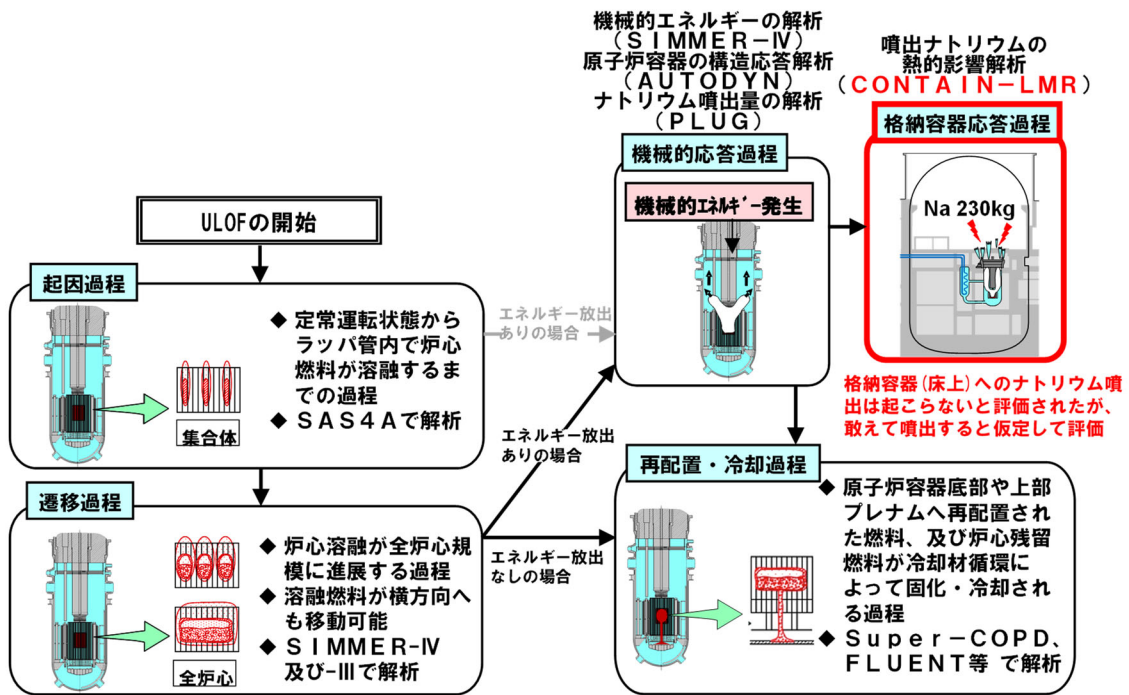 機械的エネルギーの解析
（ＳＩＭＭＥＲ－Ⅳ）
原子炉容器の構造応答解析
（ＡＵＴＯＤＹＮ）
ナトリウム噴出量の解析
（ＰＬＵＧ）
噴出ナトリウムの
熱的影響解析
（ＣＯＮＴＡＩＮ－ＬＭＲ）
機械的応答過程
機械的ｴﾈﾙｷﾞｰ発生
格納容器応答過程
Na 230kg
格納容器(床上)へのナトリウム噴
出は起こらないと評価されたが、
敢えて噴出すると仮定して評価
ULOFの開始
起因過程
◆ 定常運転状態から
ラッパ管内で炉心
燃料が溶融するま
での過程
◆ ＳＡＳ４Ａで解析
集合体
エネルギー放出
ありの場合
エネルギー放出
ありの場合
エネルギー放出
なしの場合
遷移過程
◆ 炉心溶融が全炉心規
模に進展する過程
◆ 溶融燃料が横方向へ
も移動可能
◆ ＳＩＭＭＥＲ-Ⅳ
及び-Ⅲで解析
全炉心
再配置・冷却過程
◆ 原子炉容器底部や上部
プレナムへ再配置され
た燃料、及び炉心残留
燃料が冷却材循環に
よって固化・冷却され
る過程
◆ Ｓｕｐｅｒ－ＣＯＰＤ、
ＦＬＵＥＮＴ等 で解析